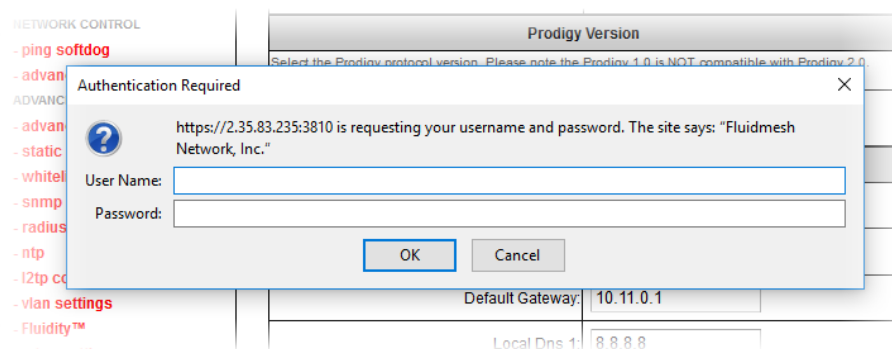 NETWORK CONTROL
- ping softdog
- advan
ADVANC
- advan
- static
- whitel
- snmp
- radius
- ntp
- l2tp co
- vlan settings
- Fluidity™
Prodigy Version
Select the Prodigy protocol version. Please note the Prodigy 1.0 is NOT compatible with Prodigy 2.0.
Authentication Required
https://2.35.83.235:3810 is requesting your username and password. The site says: “Fluidmesh
Network, Inc.”
User Name:
Password:
OK
Cancel
Default Gateway: 10.11.0.1
Local Dns 1: 8.8.8.8